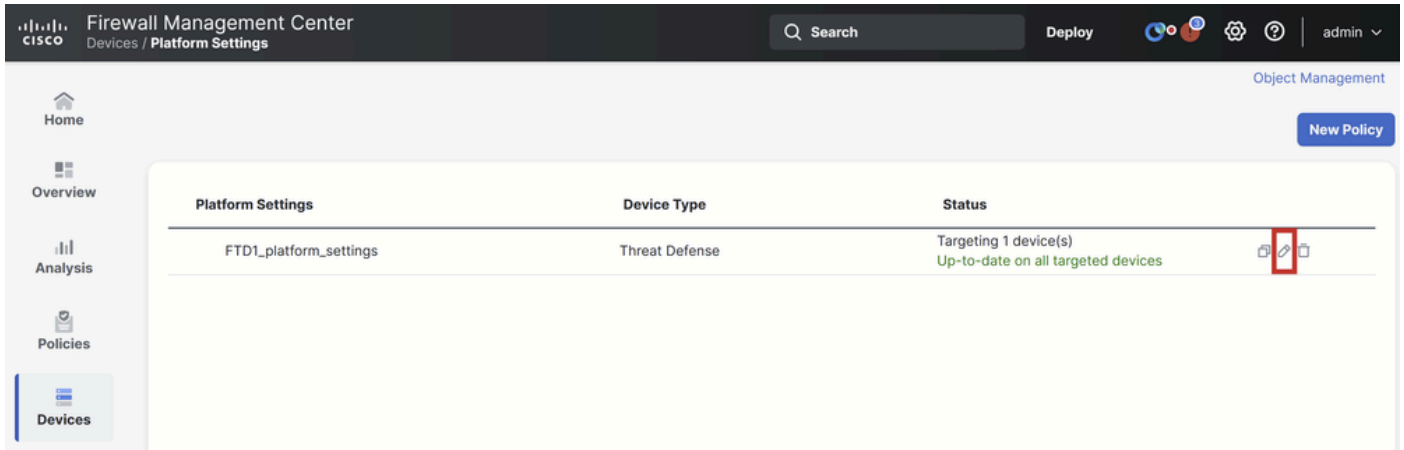 CISCO
Firewall Management Center
Devices / Platform Settings
Search
Deploy
3
admin
Object Management
Home
New Policy
Overview
Platform Settings
Device Type
Status
FTD1_platform_settings
Threat Defense
Targeting 1 device(s)
Up-to-date on all targeted devices
Analysis
Policies
Devices